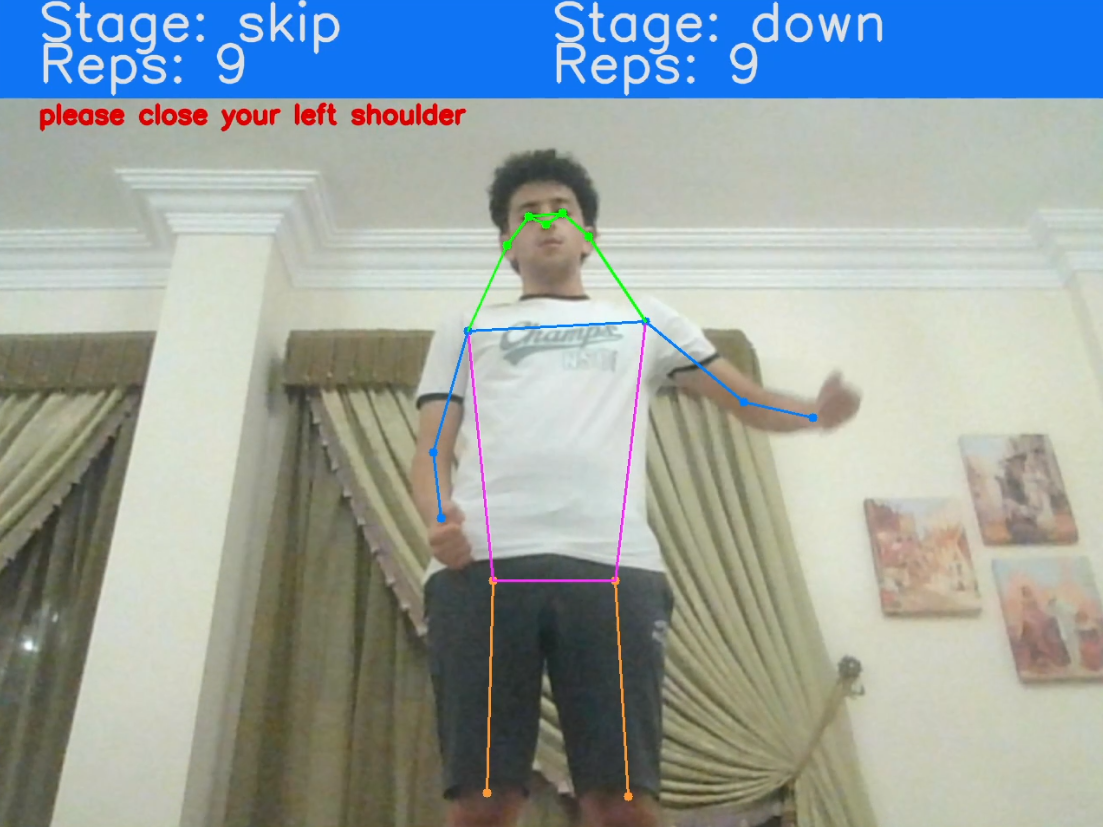 Stage: skip
Reps: 9
Stage: down
Reps: 9
please close your left shoulder
Champs